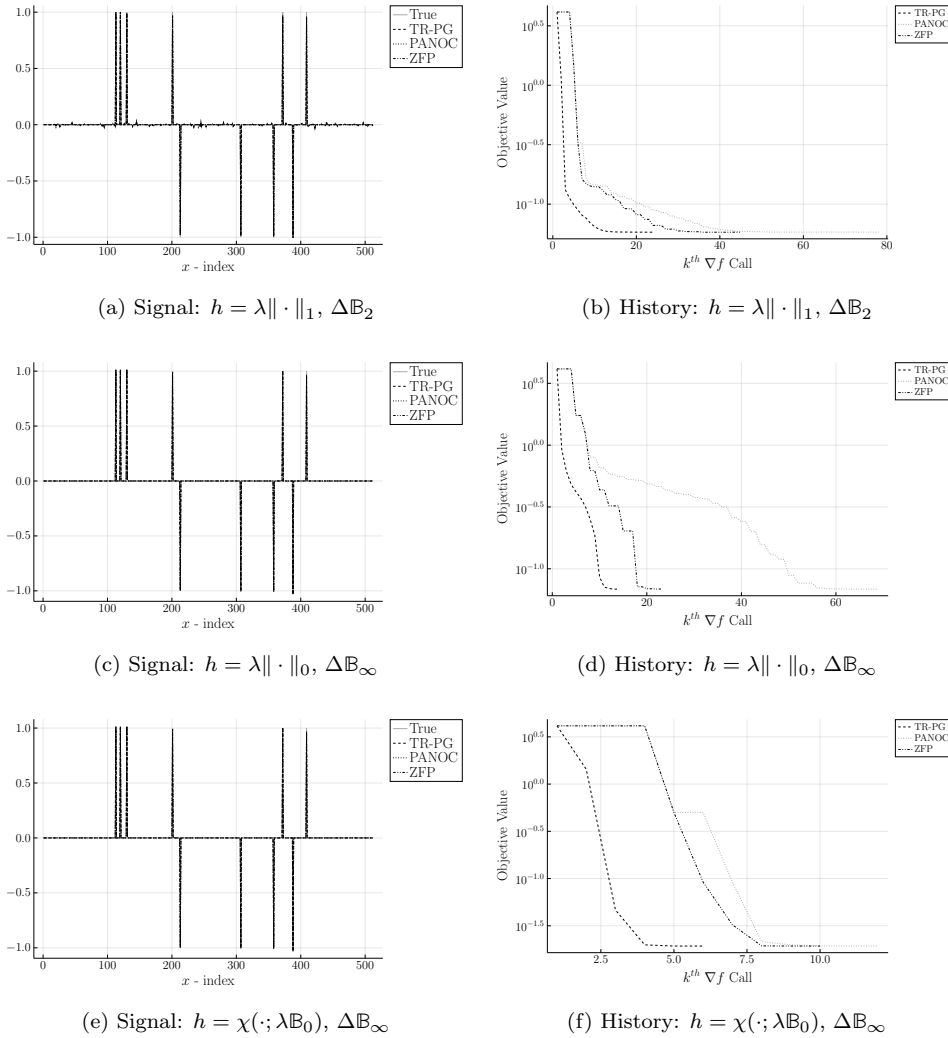 1.0
0.5
0.0
−0.5
−1.0
0
100
200
300
400
500
x - index
True
TR-PG
PANOC
ZFP
(a) Signal: h = λ‖ · ‖₁, Δ𝔹₂
10^0.5
10^0.0
10^−0.5
10^−1.0
Objective Value
0
20
40
60
80
k^th ∇f Call
TR-PG
PANOC
ZFP
(b) History: h = λ‖ · ‖₁, Δ𝔹₂
1.0
0.5
0.0
−0.5
−1.0
0
100
200
300
400
500
x - index
True
TR-PG
PANOC
ZFP
(c) Signal: h = λ‖ · ‖₀, Δ𝔹∞
10^0.5
10^0.0
10^−0.5
10^−1.0
Objective Value
0
20
40
60
k^th ∇f Call
TR-PG
PANOC
ZFP
(d) History: h = λ‖ · ‖₀, Δ𝔹∞
1.0
0.5
0.0
−0.5
−1.0
0
100
200
300
400
500
x - index
True
TR-PG
PANOC
ZFP
(e) Signal: h = χ(·; λ𝔹₀), Δ𝔹∞
10^0.5
10^0.0
10^−0.5
10^−1.0
10^−1.5
Objective Value
2.5
5.0
7.5
10.0
k^th ∇f Call
TR-PG
PANOC
ZFP
(f) History: h = χ(·; λ𝔹₀), Δ𝔹∞